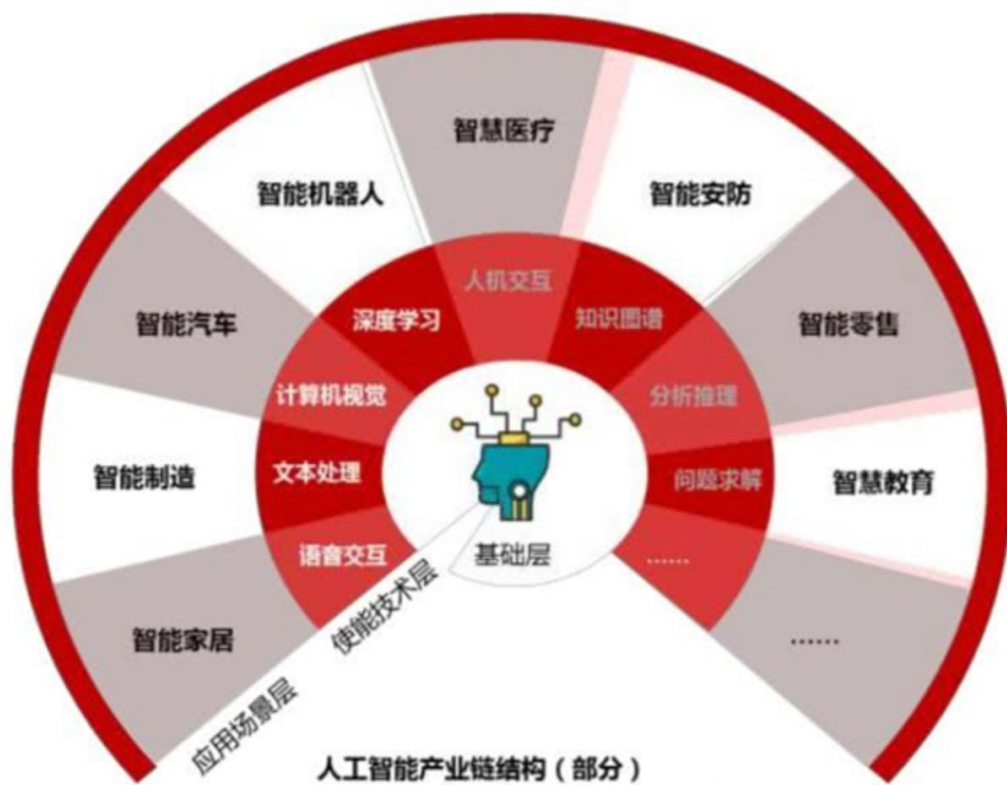 智慧医疗
智能机器人
智能安防
人机交互
深度学习
知识图谱
智能汽车
智能零售
计算机视觉
分析推理
智能制造
文本处理
问题求解
智慧教育
语音交互
基础层
......
使能技术层
智能家居
......
应用场景层
人工智能产业链结构（部分）